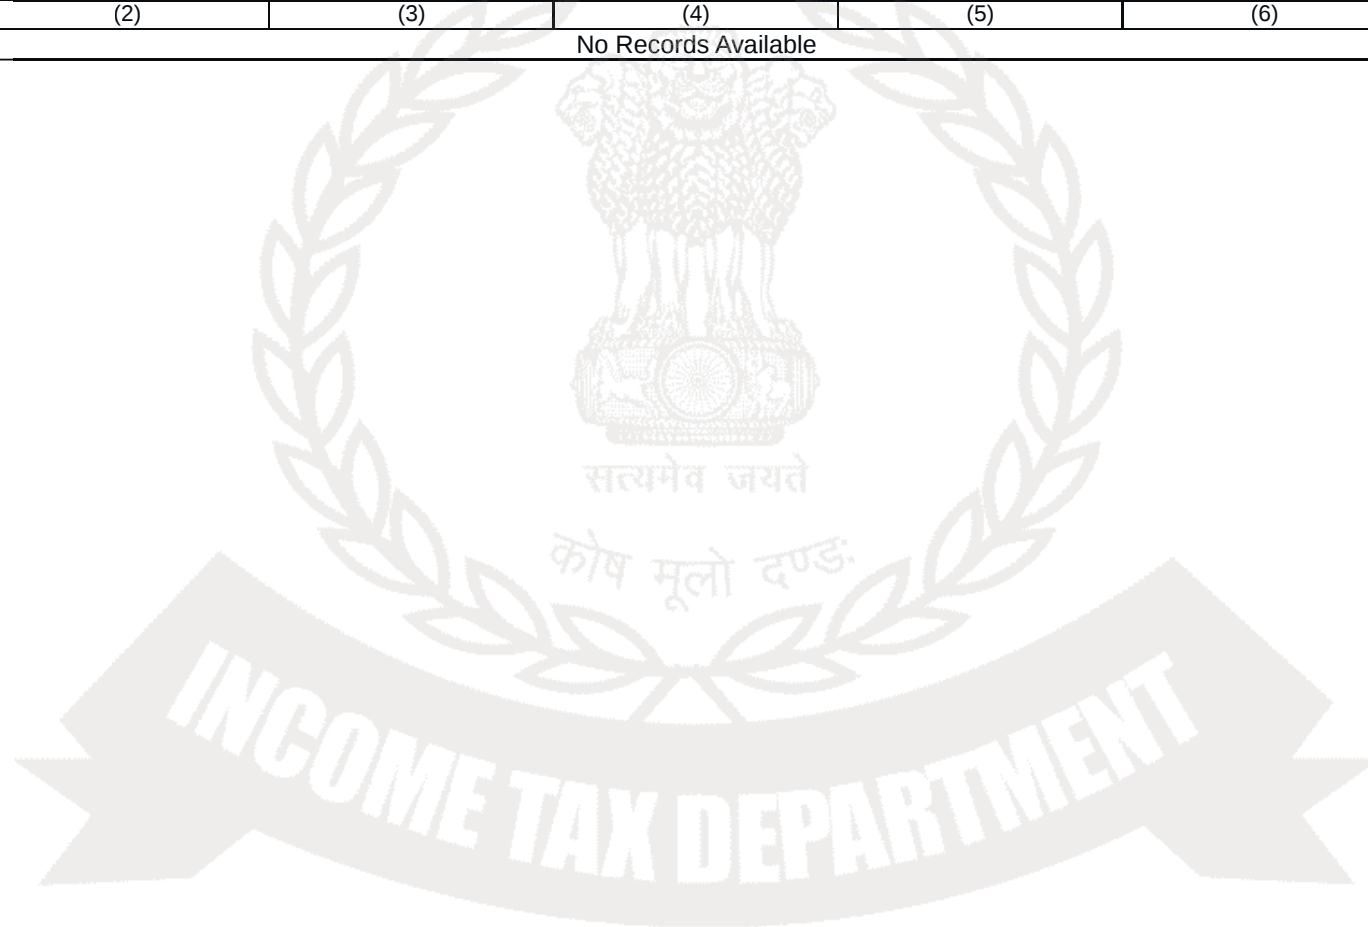 (2) (3) (4) (5) (6)
No Records Available
सत्यमेव जयते
कोष मूलो दण्ड:
INCOME TAX DEPARTMENT